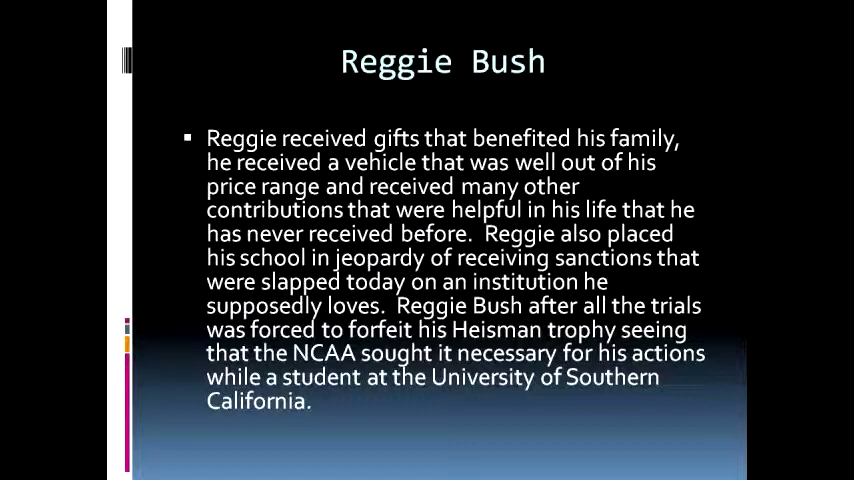 Reggie Bush
Reggie received gifts that benefited his family,
he received a vehicle that was well out of his
price range and received many other
contributions that were helpful in his life that he
has never received before. Reggie also placed
his school in jeopardy of receiving sanctions that
were slapped today on an institution he
supposedly loves. Reggie Bush after all the trials
was forced to forfeit his Heisman trophy seeing
that the NCAA sought it necessary for his actions
while a student at the University of Southern
California.